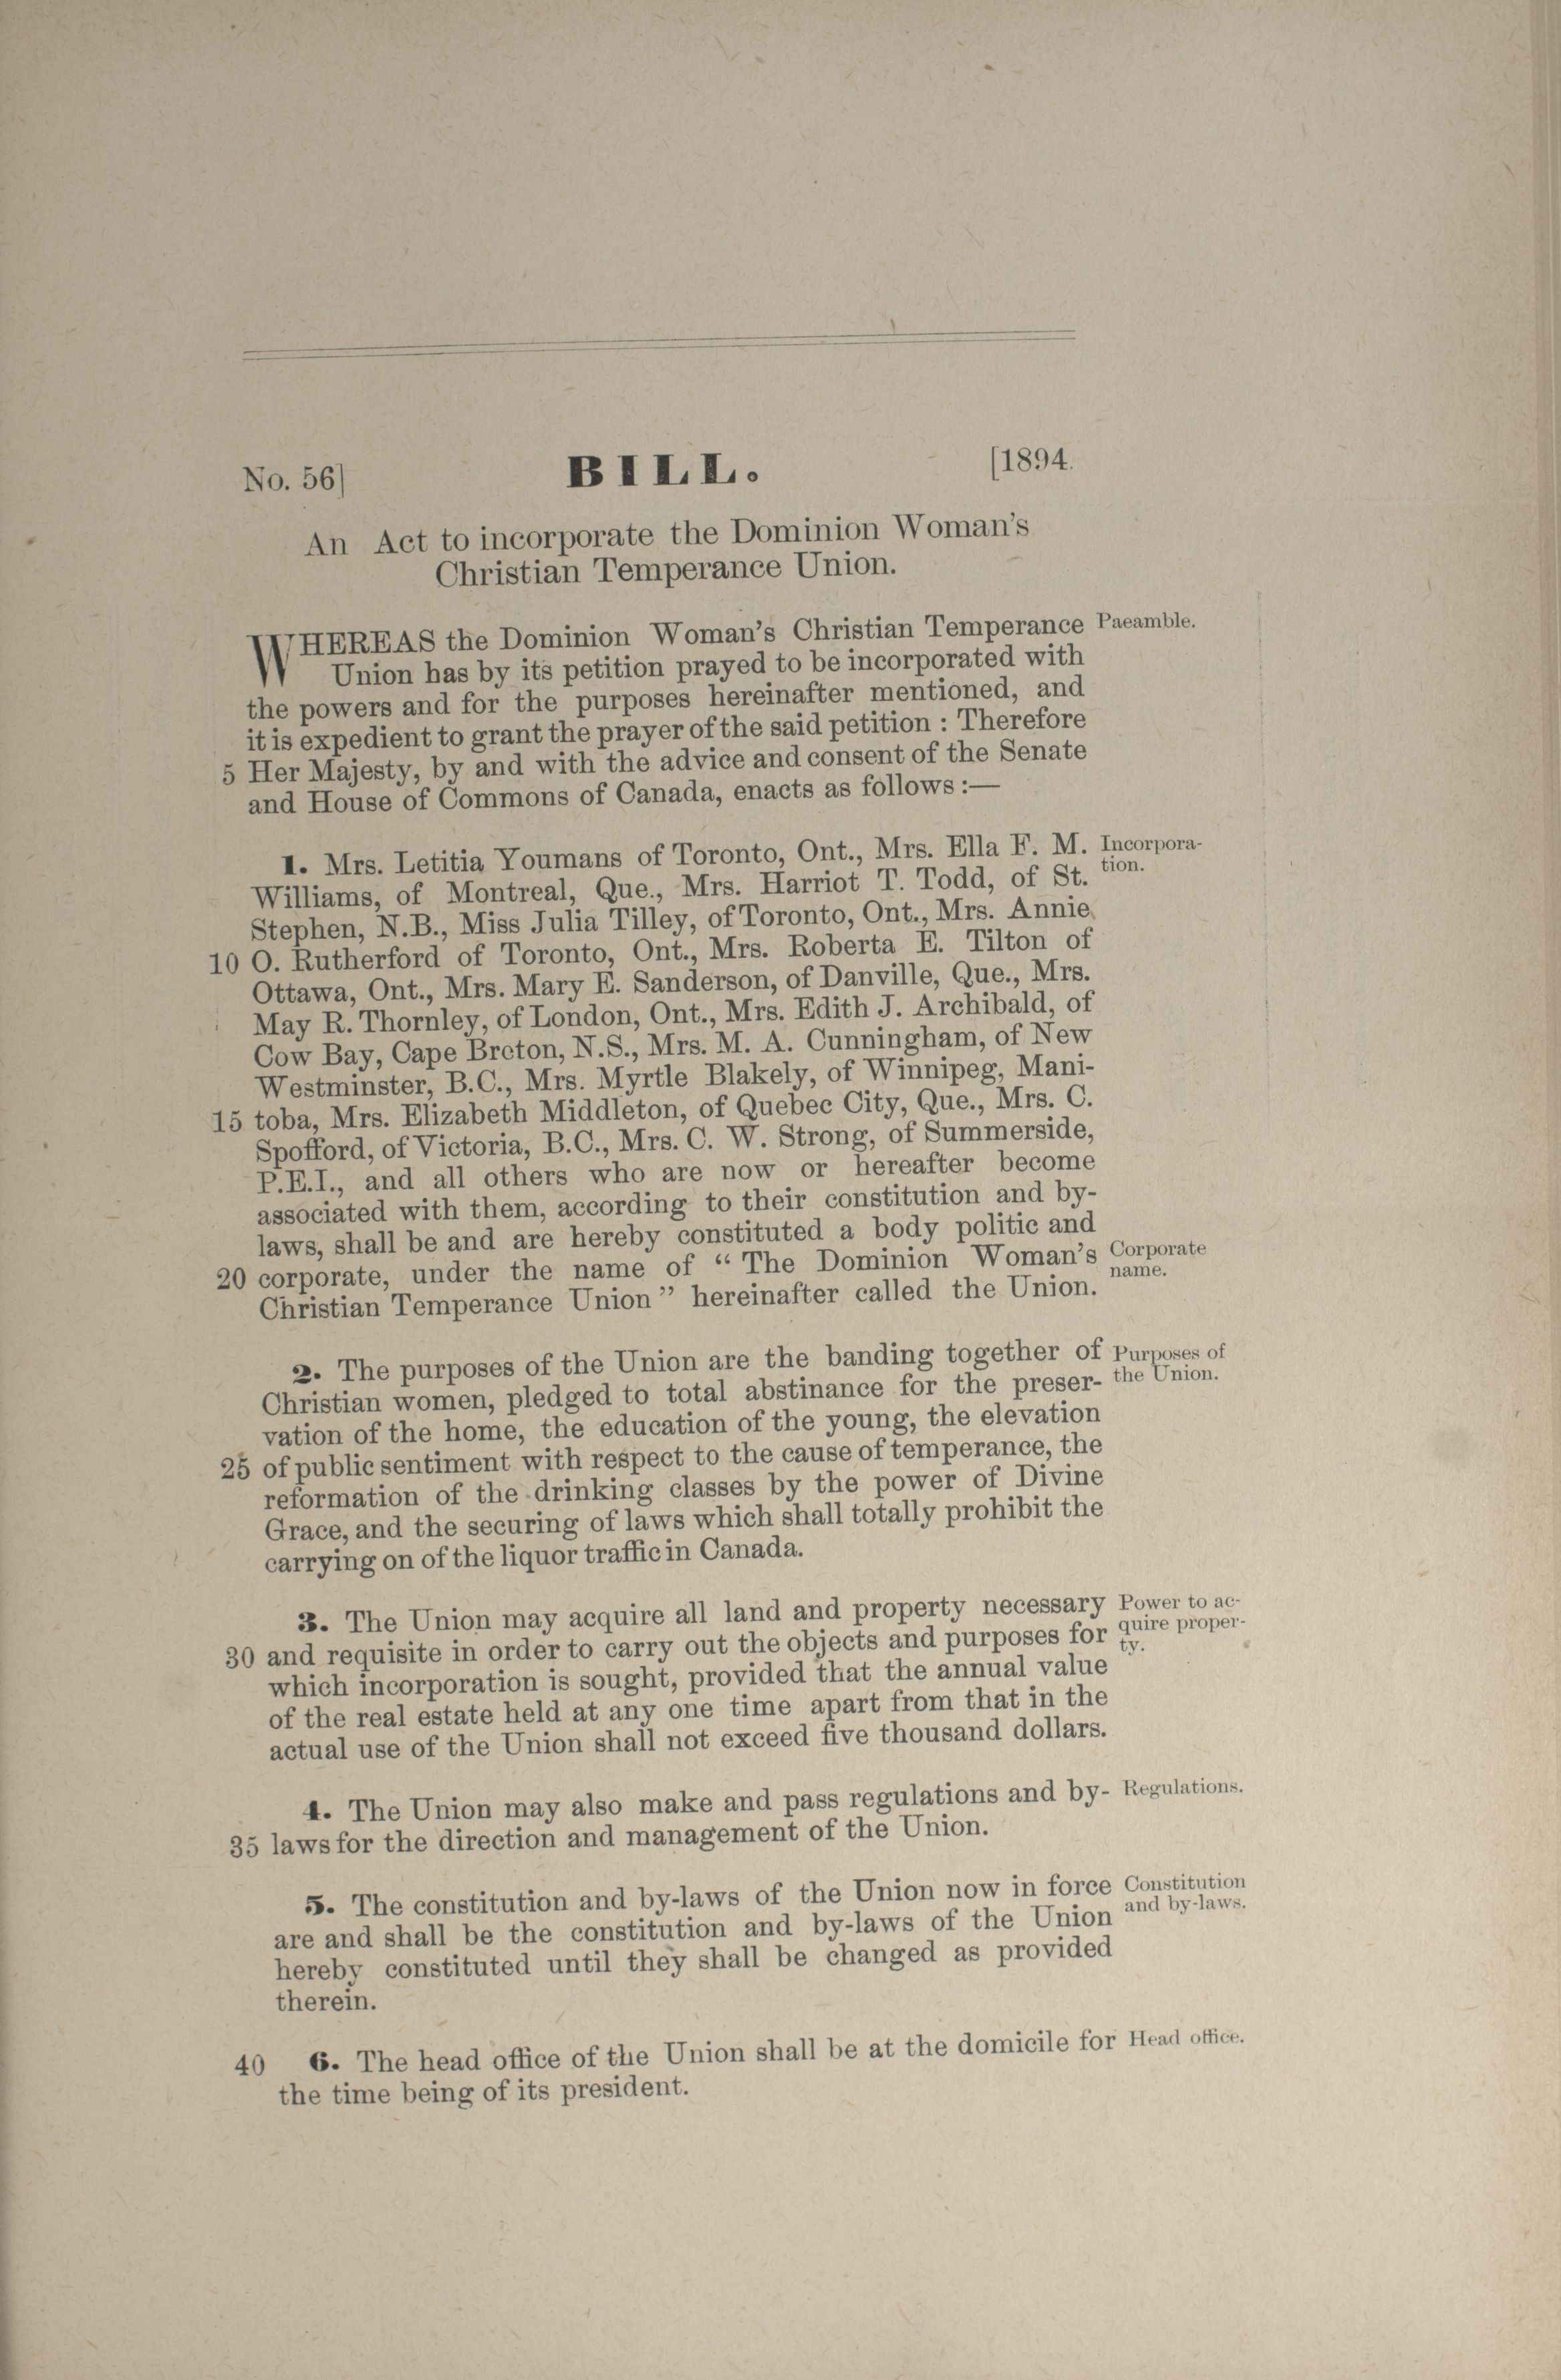 No. 56] BILL. [1894.
An Act to incorporate the Dominion Woman's
Christian Temperance Union.
WHEREAS the Dominion Woman's Christian Temperance Paeamble.
Union has by its petition prayed to be incorporated with
the powers and for the purposes hereinafter mentioned, and
it is expedient to grant the prayer of the said petition : Therefore
5 Her Majesty, by and with the advice and consent of the Senate
and House of Commons of Canada, enacts as follows :—
1. Mrs. Letitia Youmans of Toronto, Ont., Mrs. Ella F. M. Incorpora-
Williams, of Montreal, Que., Mrs. Harriot T. Todd, of St. tion.
Stephen, N.B., Miss Julia Tilley, of Toronto, Ont., Mrs. Annie
10 O. Rutherford of Toronto, Ont., Mrs. Roberta E. Tilton of
Ottawa, Ont., Mrs. Mary E. Sanderson, of Danville, Que., Mrs.
May R. Thornley, of London, Ont., Mrs. Edith J. Archibald, of
Cow Bay, Cape Breton, N.S., Mrs. M. A. Cunningham, of New
Westminster, B.C., Mrs. Myrtle Blakely, of Winnipeg, Mani-
15 toba, Mrs. Elizabeth Middleton, of Quebec City, Que., Mrs. C.
Spofford, of Victoria, B.C., Mrs. C. W. Strong, of Summerside,
P.E.I., and all others who are now or hereafter become
associated with them, according to their constitution and by-
laws, shall be and are hereby constituted a body politic and
20 corporate, under the name of “ The Dominion Woman's Corporate
Christian Temperance Union ” hereinafter called the Union. name.
2. The purposes of the Union are the banding together of Purposes of
Christian women, pledged to total abstinance for the preser- the Union.
vation of the home, the education of the young, the elevation
25 of public sentiment with respect to the cause of temperance, the
reformation of the drinking classes by the power of Divine
Grace, and the securing of laws which shall totally prohibit the
carrying on of the liquor traffic in Canada.
3. The Union may acquire all land and property necessary Power to ac-
30 and requisite in order to carry out the objects and purposes for quire proper-
which incorporation is sought, provided that the annual value ty.
of the real estate held at any one time apart from that in the
actual use of the Union shall not exceed five thousand dollars.
4. The Union may also make and pass regulations and by- Regulations.
35 laws for the direction and management of the Union.
5. The constitution and by-laws of the Union now in force Constitution
are and shall be the constitution and by-laws of the Union and by-laws.
hereby constituted until they shall be changed as provided
therein.
40 6. The head office of the Union shall be at the domicile for Head office.
the time being of its president.